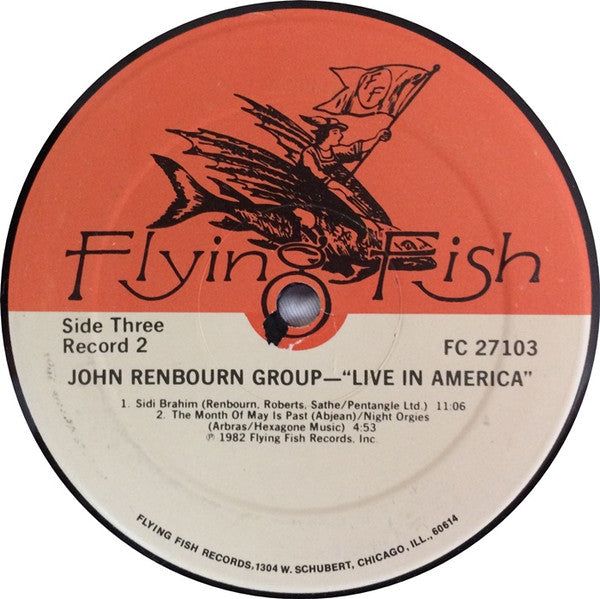 FF
Flying Fish
Side Three
Record 2
FC 27103
JOHN RENBOURN GROUP—"LIVE IN AMERICA"
1. Sidi Brahim (Renbourn, Roberts, Sathe/Pentangle Ltd.) 11:06
2. The Month Of May Is Past (Abjean)/Night Orgies
(Arbras/Hexagone Music) 4:53
℗ 1982 Flying Fish Records, Inc.
FLYING FISH RECORDS, 1304 W. SCHUBERT, CHICAGO, ILL., 60614